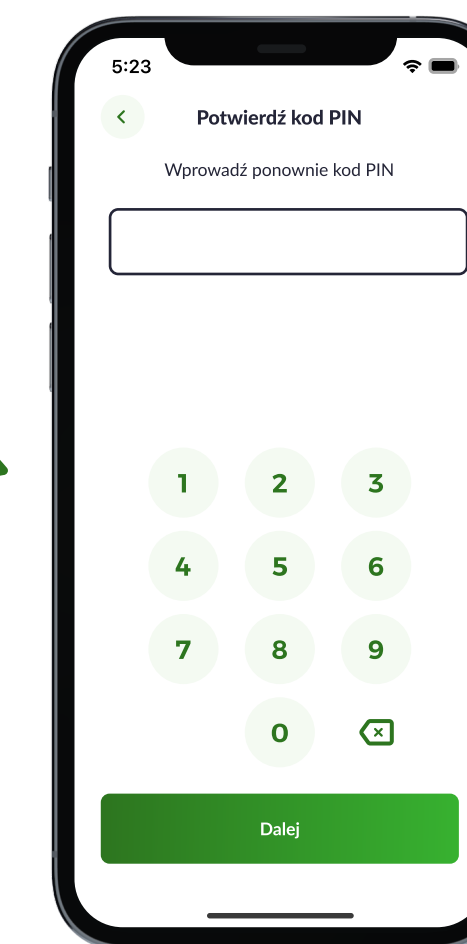 5:23
Potwierdź kod PIN
Wprowadź ponownie kod PIN
1 2 3
4 5 6
7 8 9
0
Dalej